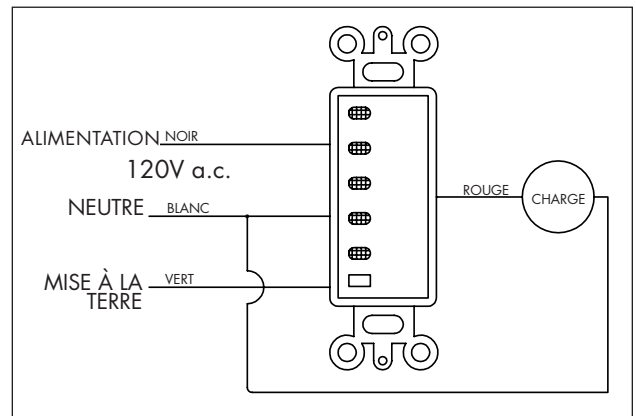 ALIMENTATION NOIR
120V a.c.
NEUTRE BLANC
ROUGE
CHARGE
MISE À LA VERT
TERRE